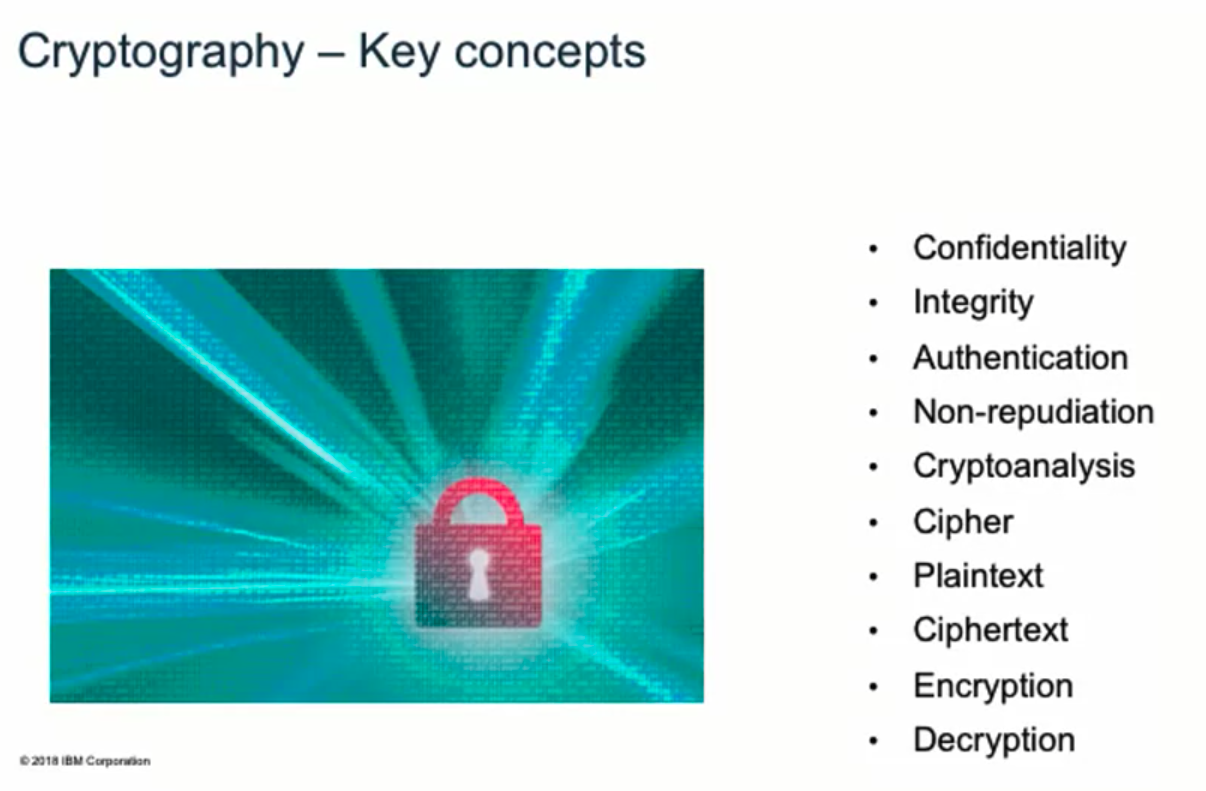 Cryptography – Key concepts
• Confidentiality
• Integrity
• Authentication
• Non-repudiation
• Cryptoanalysis
• Cipher
• Plaintext
• Ciphertext
• Encryption
• Decryption
© 2018 IBM Corporation